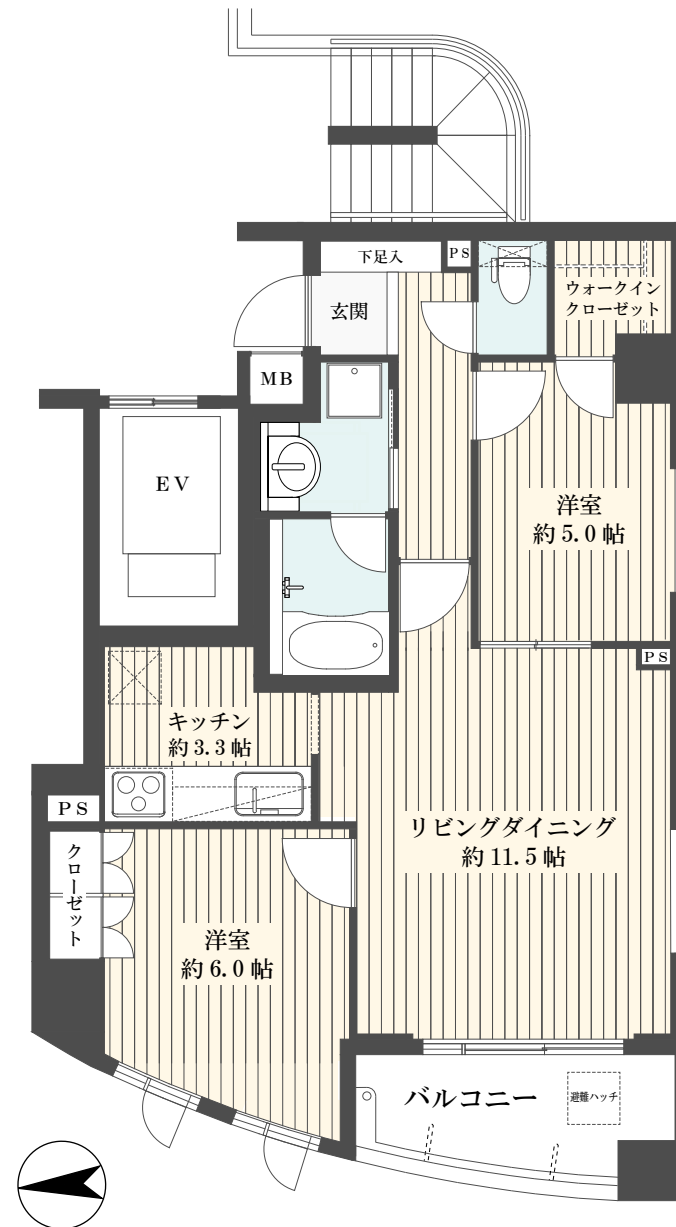 下足入
PS
玄関
ウォークイン
クローゼット
MB
EV
洋室
約5.0帖
PS
キッチン
約3.3帖
PS
リビングダイニング
約11.5帖
クローゼット
洋室
約6.0帖
バルコニー
避難ハッチ